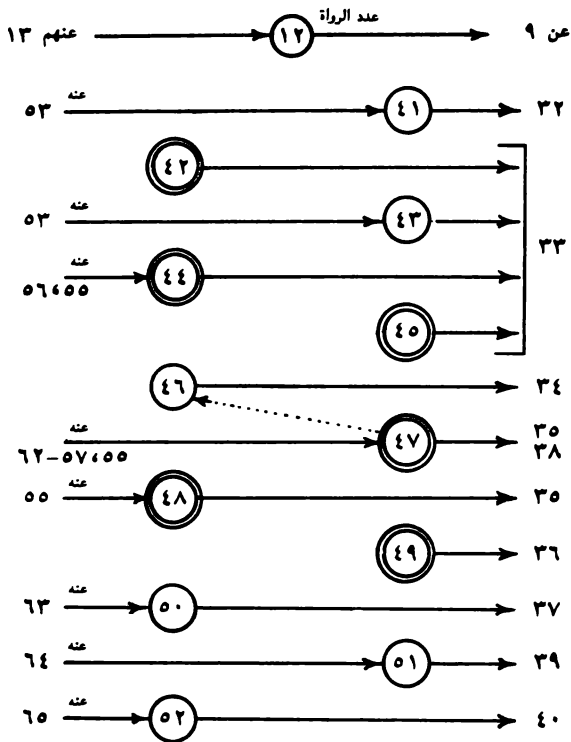 عدد الرواة
عن ٩ ١٢ عنهم ١٣
٣٢ ٤١ عنه ٥٣
٤٢
٣٣
٤٣ عنه ٥٣
٤٤ عنه ٥٥،٥٦
٤٥
٣٤ ٤٦
٣٥
٣٨ ٤٧ عنه ٥٥،٥٧-٦٢
٣٥ ٤٨ عنه ٥٥
٣٦ ٤٩
٣٧ ٥٠ عنه ٦٣
٣٩ ٥١ عنه ٦٤
٤٠ ٥٢ عنه ٦٥